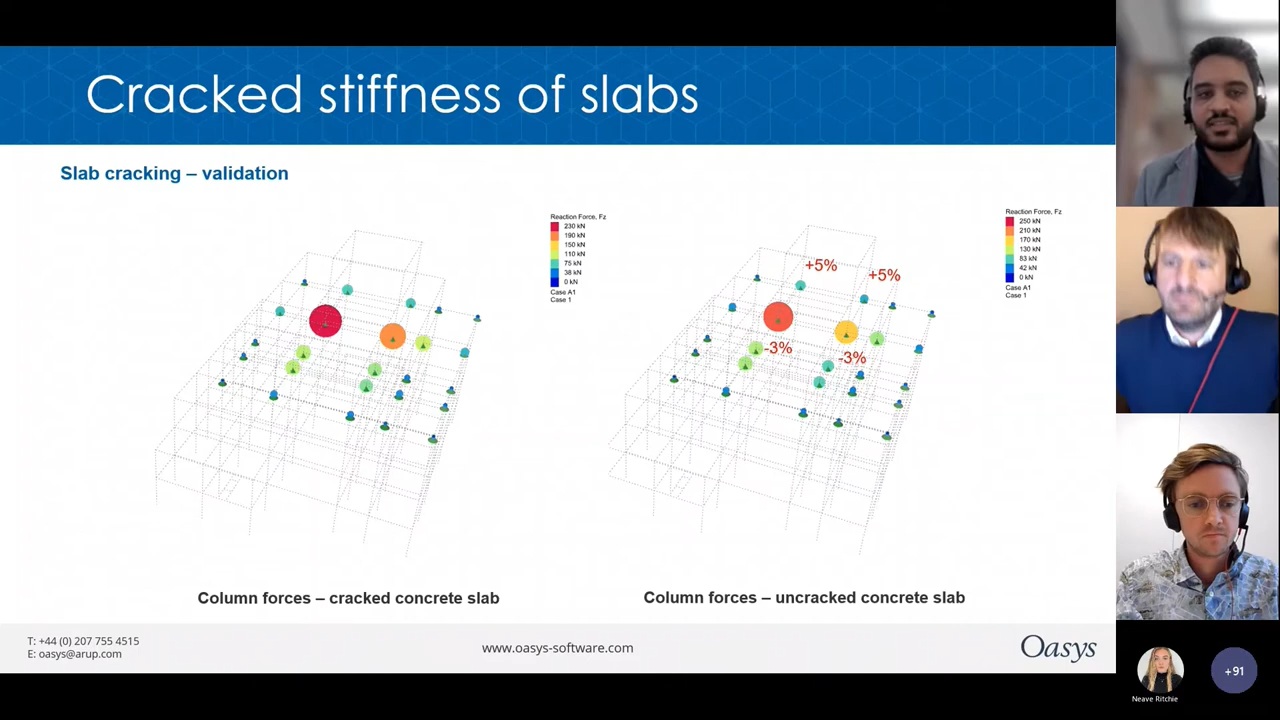 Cracked stiffness of slabs
Slab cracking – validation
Reaction Force, Fz
230 kN
190 kN
150 kN
110 kN
75 kN
38 kN
0 kN
Case A1
Case 1
Reaction Force, Fz
250 kN
210 kN
170 kN
130 kN
83 kN
42 kN
0 kN
Case A1
Case 1
+5%
+5%
-3%
-3%
Column forces – cracked concrete slab
Column forces – uncracked concrete slab
T: +44 (0) 207 755 4515
E: oasys@arup.com
www.oasys-software.com
Oasys
Neave Ritchie
+91